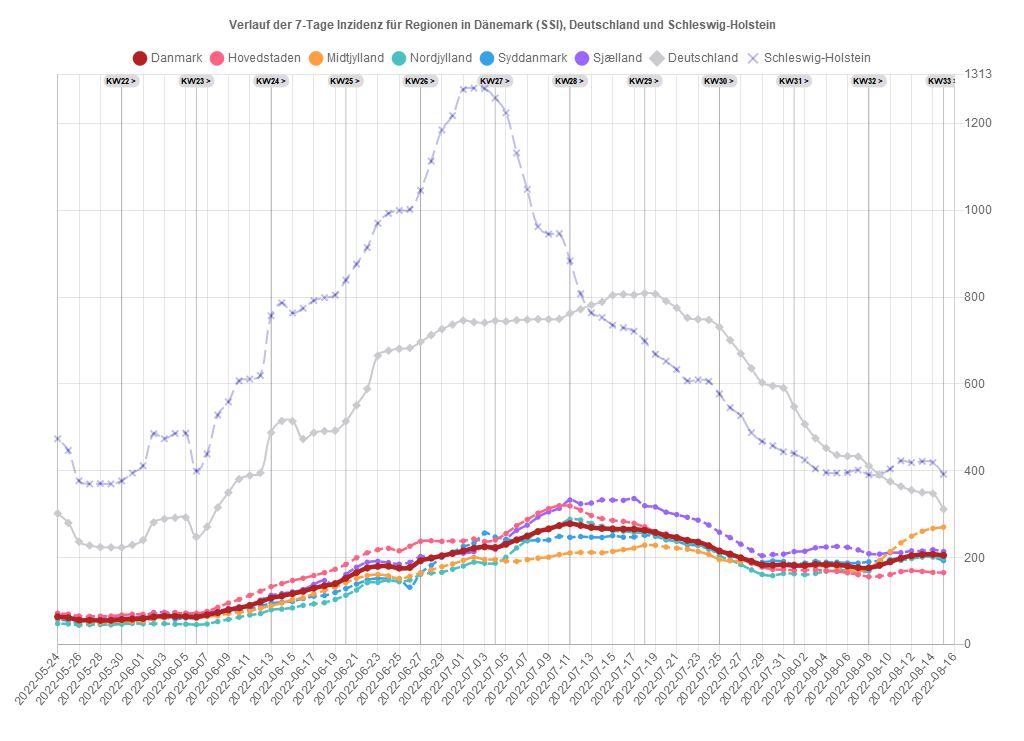 Verlauf der 7-Tage Inzidenz für Regionen in Dänemark (SSI), Deutschland und Schleswig-Holstein
Danmark Hovedstaden Midtjylland Nordjylland Syddanmark Sjælland Deutschland Schleswig-Holstein
KW22 > KW23 > KW24 > KW25 > KW26 > KW27 > KW28 > KW29 > KW30 > KW31 > KW32 > KW33
1313
1200
1000
800
600
400
200
0
2022-05-24 2022-05-26 2022-05-28 2022-05-30 2022-06-01 2022-06-03 2022-06-05 2022-06-07 2022-06-09 2022-06-11 2022-06-13 2022-06-15 2022-06-17 2022-06-19 2022-06-21 2022-06-23 2022-06-25 2022-06-27 2022-06-29 2022-07-01 2022-07-03 2022-07-05 2022-07-07 2022-07-09 2022-07-11 2022-07-13 2022-07-15 2022-07-17 2022-07-19 2022-07-21 2022-07-23 2022-07-25 2022-07-27 2022-07-29 2022-07-31 2022-08-02 2022-08-04 2022-08-06 2022-08-08 2022-08-10 2022-08-12 2022-08-14 2022-08-16